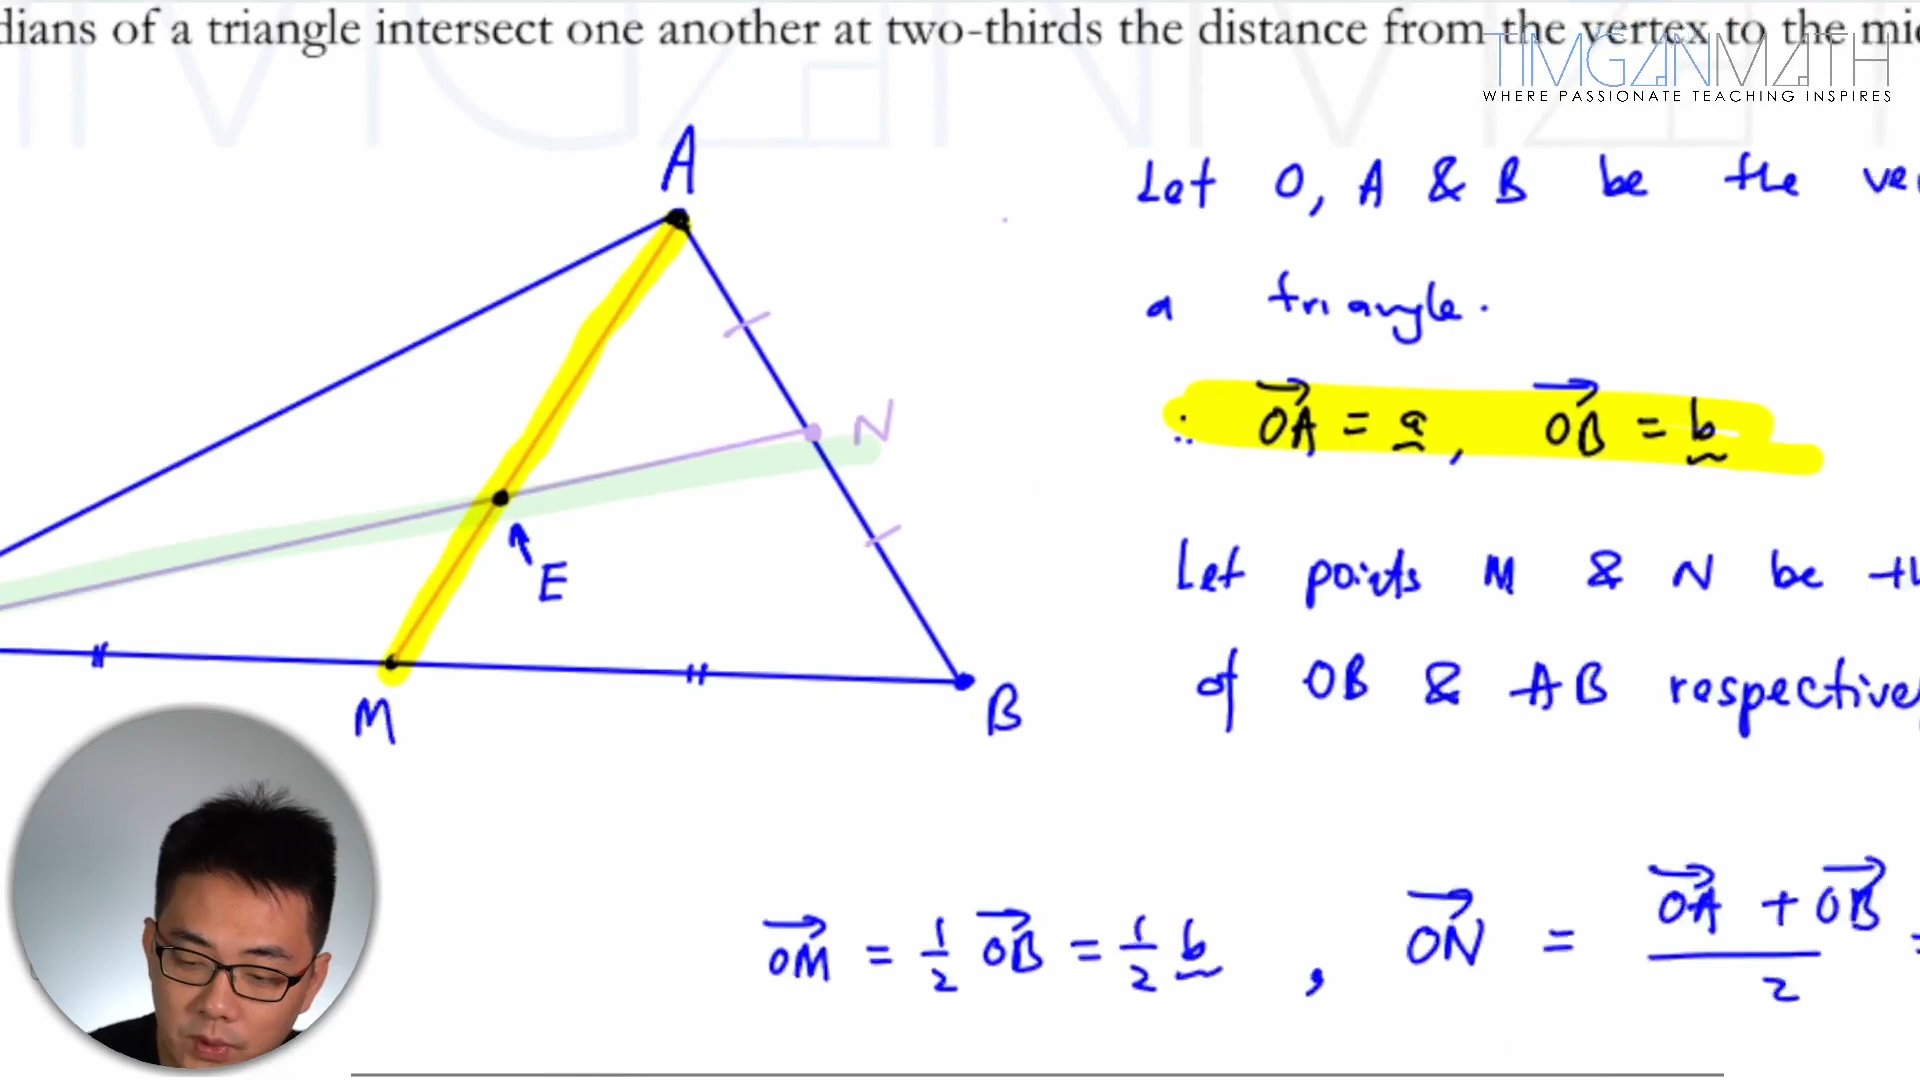 dians of a triangle intersect one another at two-thirds the distance from the vertex to the mid
TIMGANMATH
WHERE PASSIONATE TEACHING INSPIRES
A
Let O, A & B be the ve
a triangle.
∴ OA = a, OB = b
N
E
Let points M & N be th
of OB & AB respective
M
B
OM = 1/2 OB = 1/2 b, ON = (OA + OB)/2 =